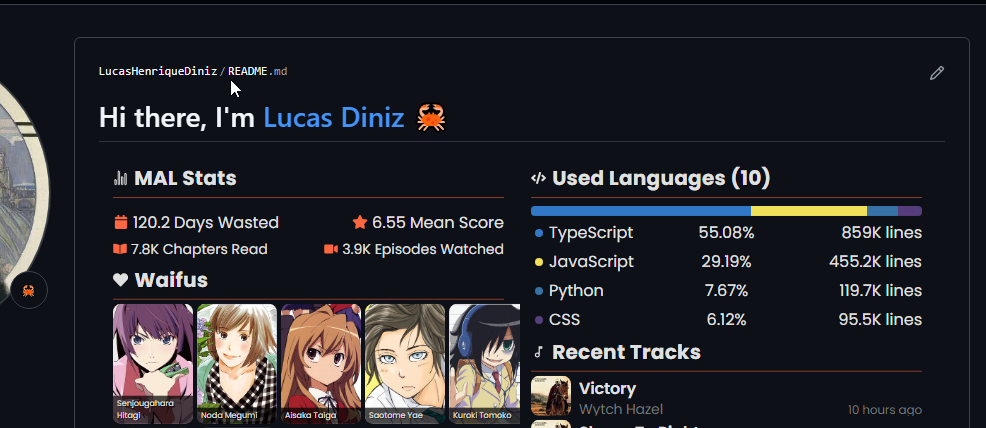 LucasHenriqueDiniz/README.md
Hi there, I'm Lucas Diniz
MAL Stats
120.2 Days Wasted 6.55 Mean Score
7.8K Chapters Read 3.9K Episodes Watched
Waifus
Senjougahara
Hitagi
Noda Megumi
Aisaka Taiga
Saotome Yae
Kuroki Tomoko
Used Languages (10)
TypeScript 55.08% 859K lines
JavaScript 29.19% 455.2K lines
Python 7.67% 119.7K lines
CSS 6.12% 95.5K lines
Recent Tracks
Victory
Wytch Hazel 10 hours ago